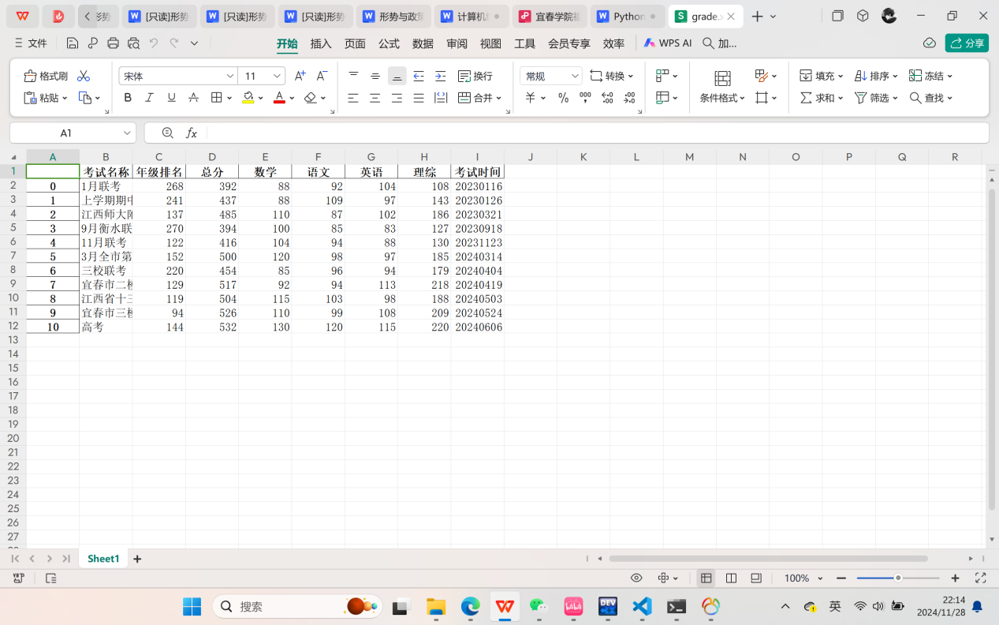 形势 [只读]形势 [只读]形势 [只读]形势 形势与政策 计算机 宜春学院 Python grade.x
文件 开始 插入 页面 公式 数据 审阅 视图 工具 会员专享 效率 WPS AI 加... 分享
格式刷 宋体 11 A+ A- 换行 常规 转换 填充 排序 冻结
粘贴 B I U A A 合并 ¥ % 条件格式 求和 筛选 查找
A1 fx
A B C D E F G H I J K L M N O P Q R
1 考试名称 年级排名 总分 数学 语文 英语 理综 考试时间
2 0 1月联考 268 392 88 92 104 108 20230116
3 1 上学期期中 241 437 88 109 97 143 20230126
4 2 江西师大附 137 485 110 87 102 186 20230321
5 3 9月衡水联 270 394 100 85 83 127 20230918
6 4 11月联考 122 416 104 94 88 130 20231123
7 5 3月全市第 152 500 120 98 97 185 20240314
8 6 三校联考 220 454 85 96 94 179 20240404
9 7 宜春市二模 129 517 92 94 113 218 20240419
10 8 江西省十三 119 504 115 103 98 188 20240503
11 9 宜春市三模 94 526 110 99 108 209 20240524
12 10 高考 144 532 130 120 115 220 20240606
13
14
15
16
17
18
19
20
21
22
23
24
25
26
27
Sheet1 +
100%
搜索 DEV 英 22:14
2024/11/28